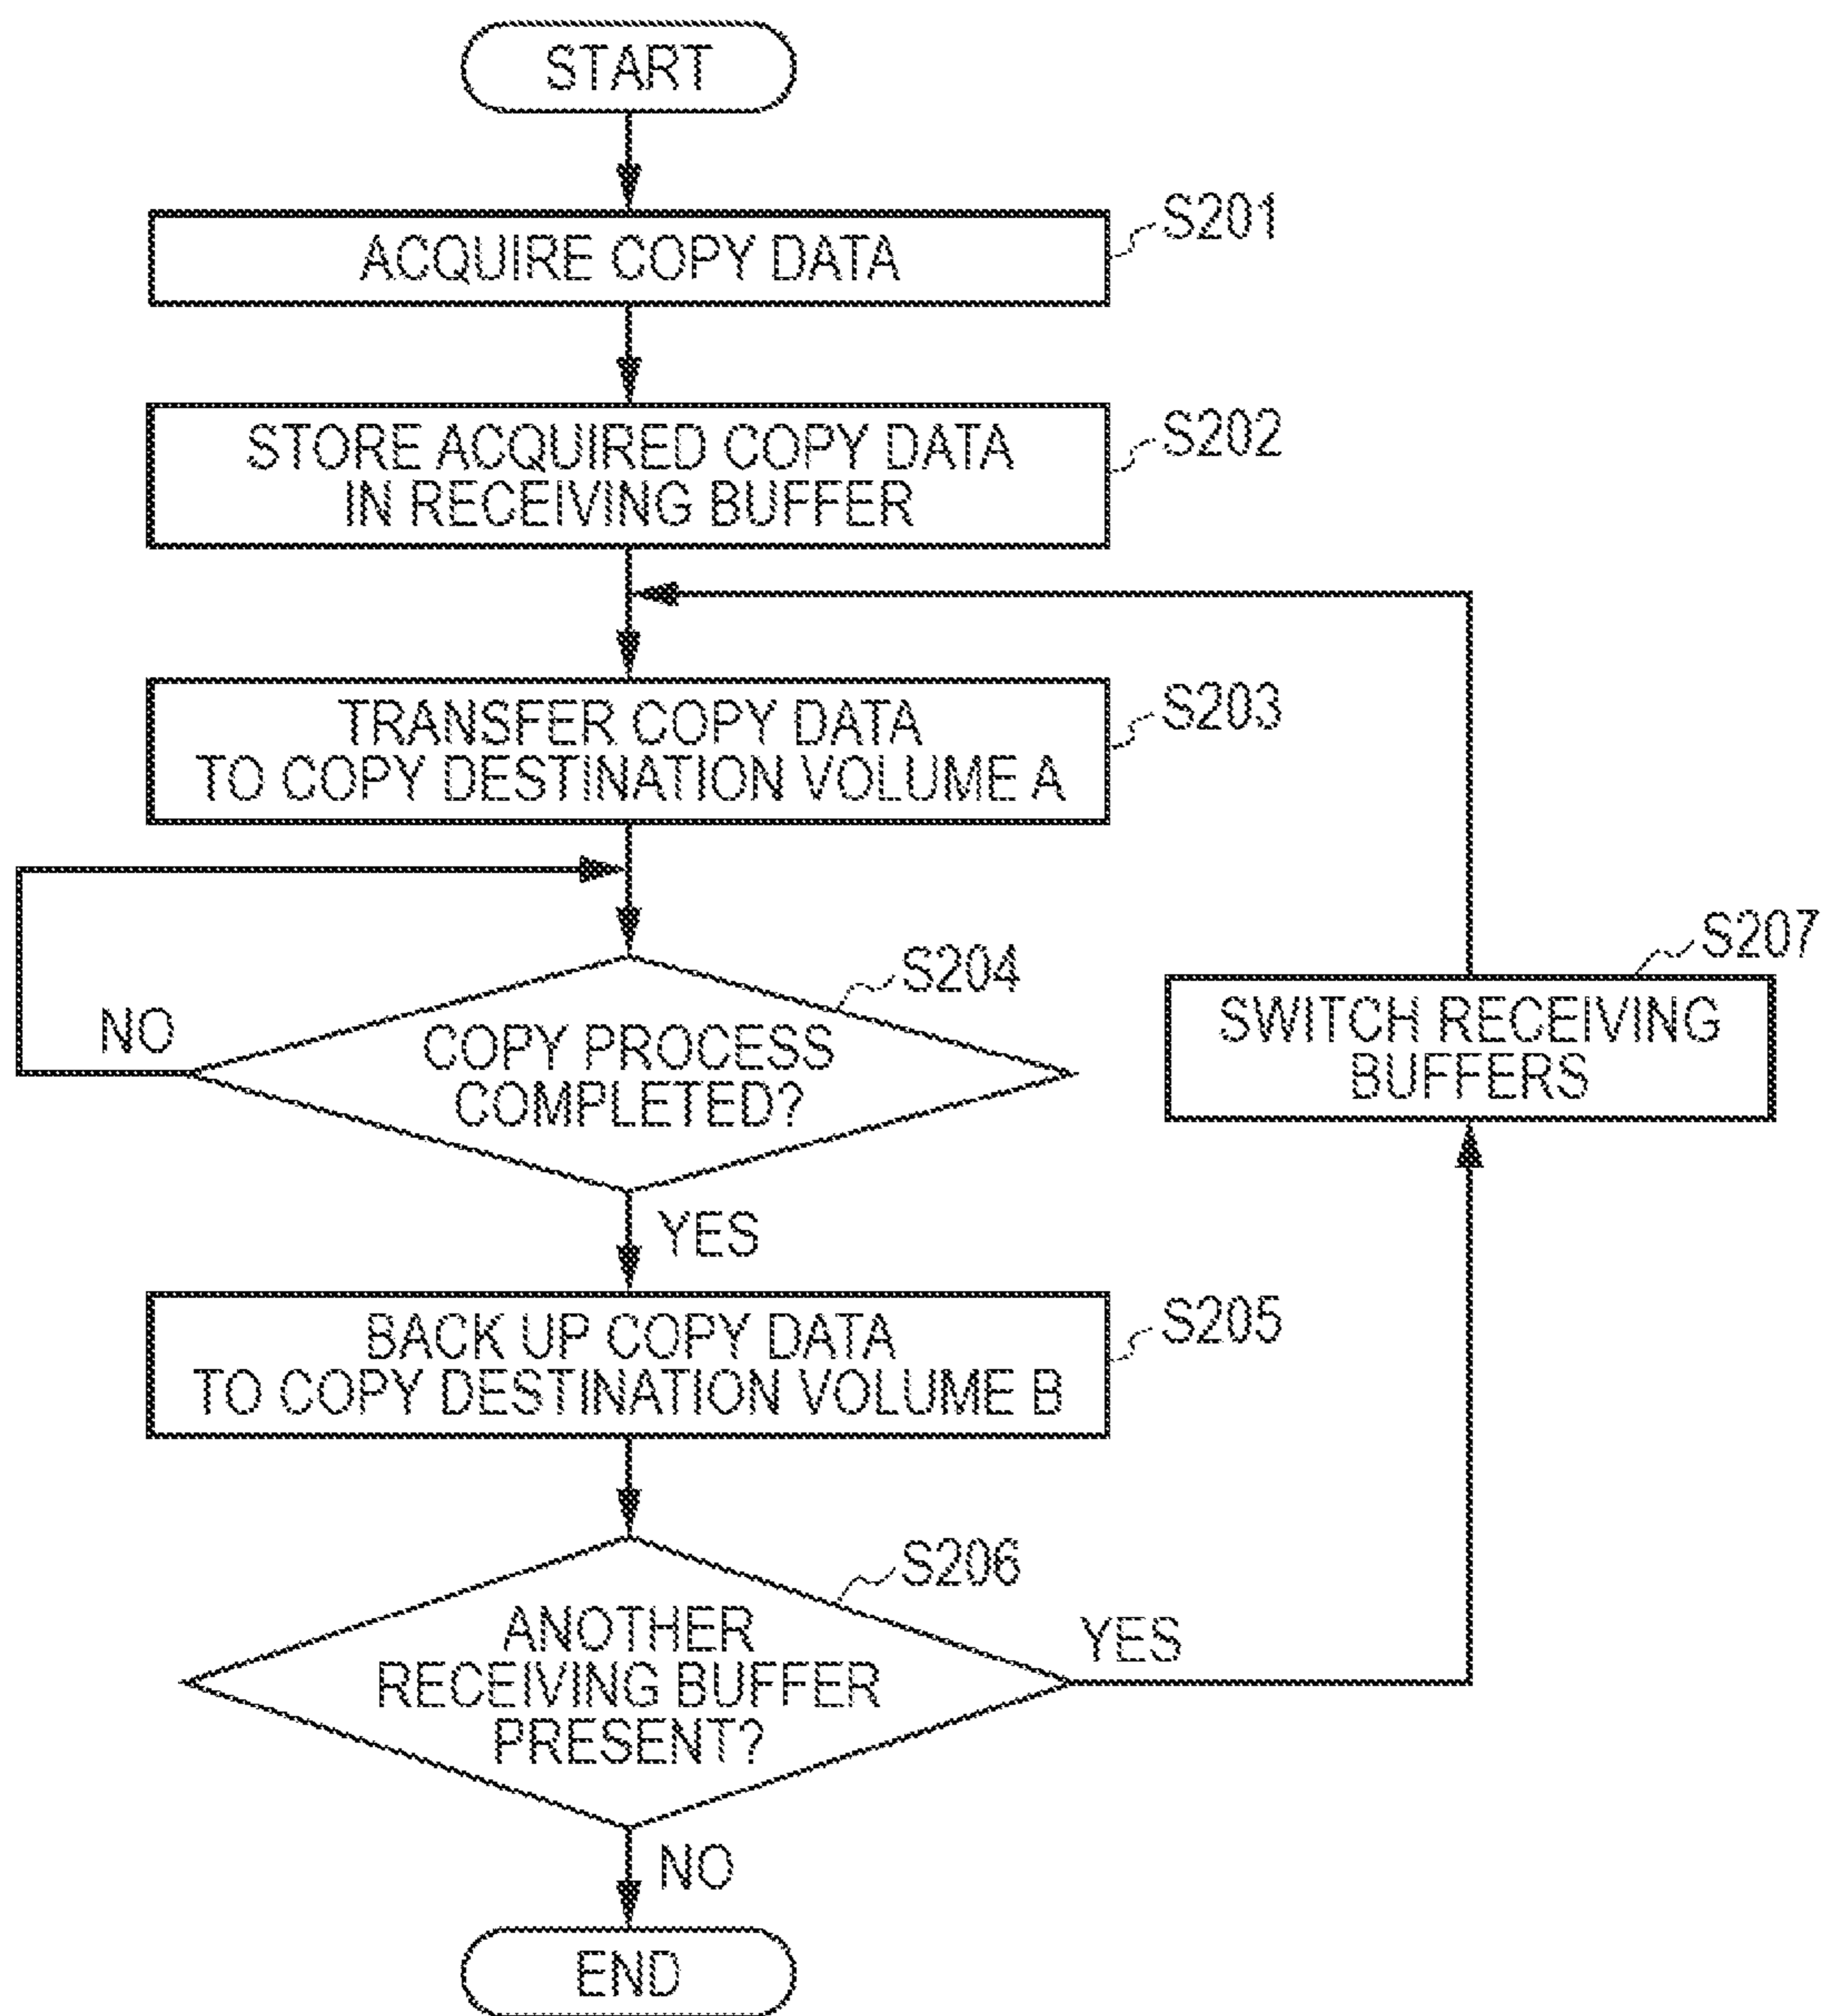 START
ACQUIRE COPY DATA
S201
STORE ACQUIRED COPY DATA
IN RECEIVING BUFFER
S202
TRANSFER COPY DATA
TO COPY DESTINATION VOLUME A
S203
COPY PROCESS
COMPLETED?
S204
NO
YES
SWITCH RECEIVING
BUFFERS
S207
BACK UP COPY DATA
TO COPY DESTINATION VOLUME B
S205
ANOTHER
RECEIVING BUFFER
PRESENT?
S206
YES
NO
END